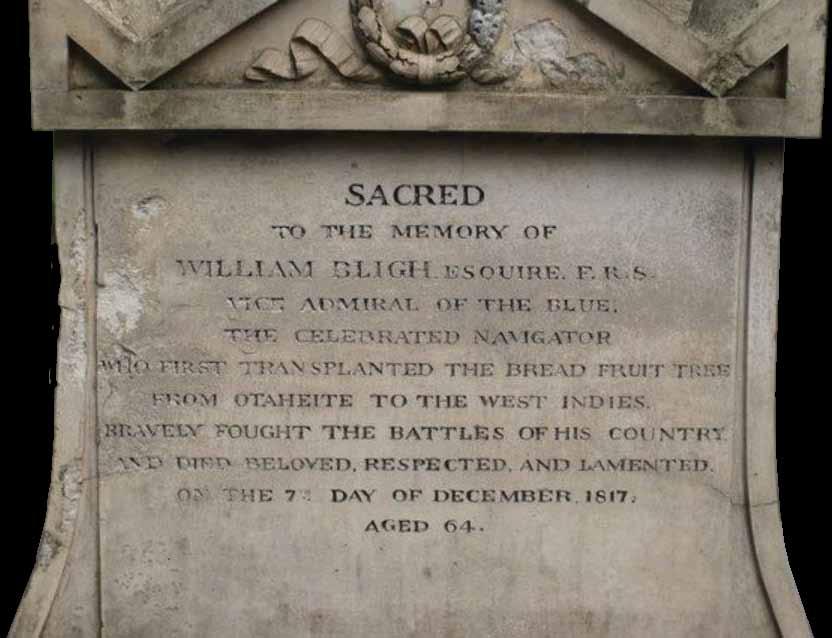 SACRED
TO THE MEMORY OF
WILLIAM BLIGH ESQUIRE. F.R.S.
VICE ADMIRAL OF THE BLUE,
THE CELEBRATED NAVIGATOR
WHO FIRST TRANSPLANTED THE BREAD FRUIT TREE
FROM OTAHEITE TO THE WEST INDIES,
BRAVELY FOUGHT THE BATTLES OF HIS COUNTRY,
AND DIED BELOVED, RESPECTED, AND LAMENTED,
ON THE 7TH DAY OF DECEMBER, 1817,
AGED 64.